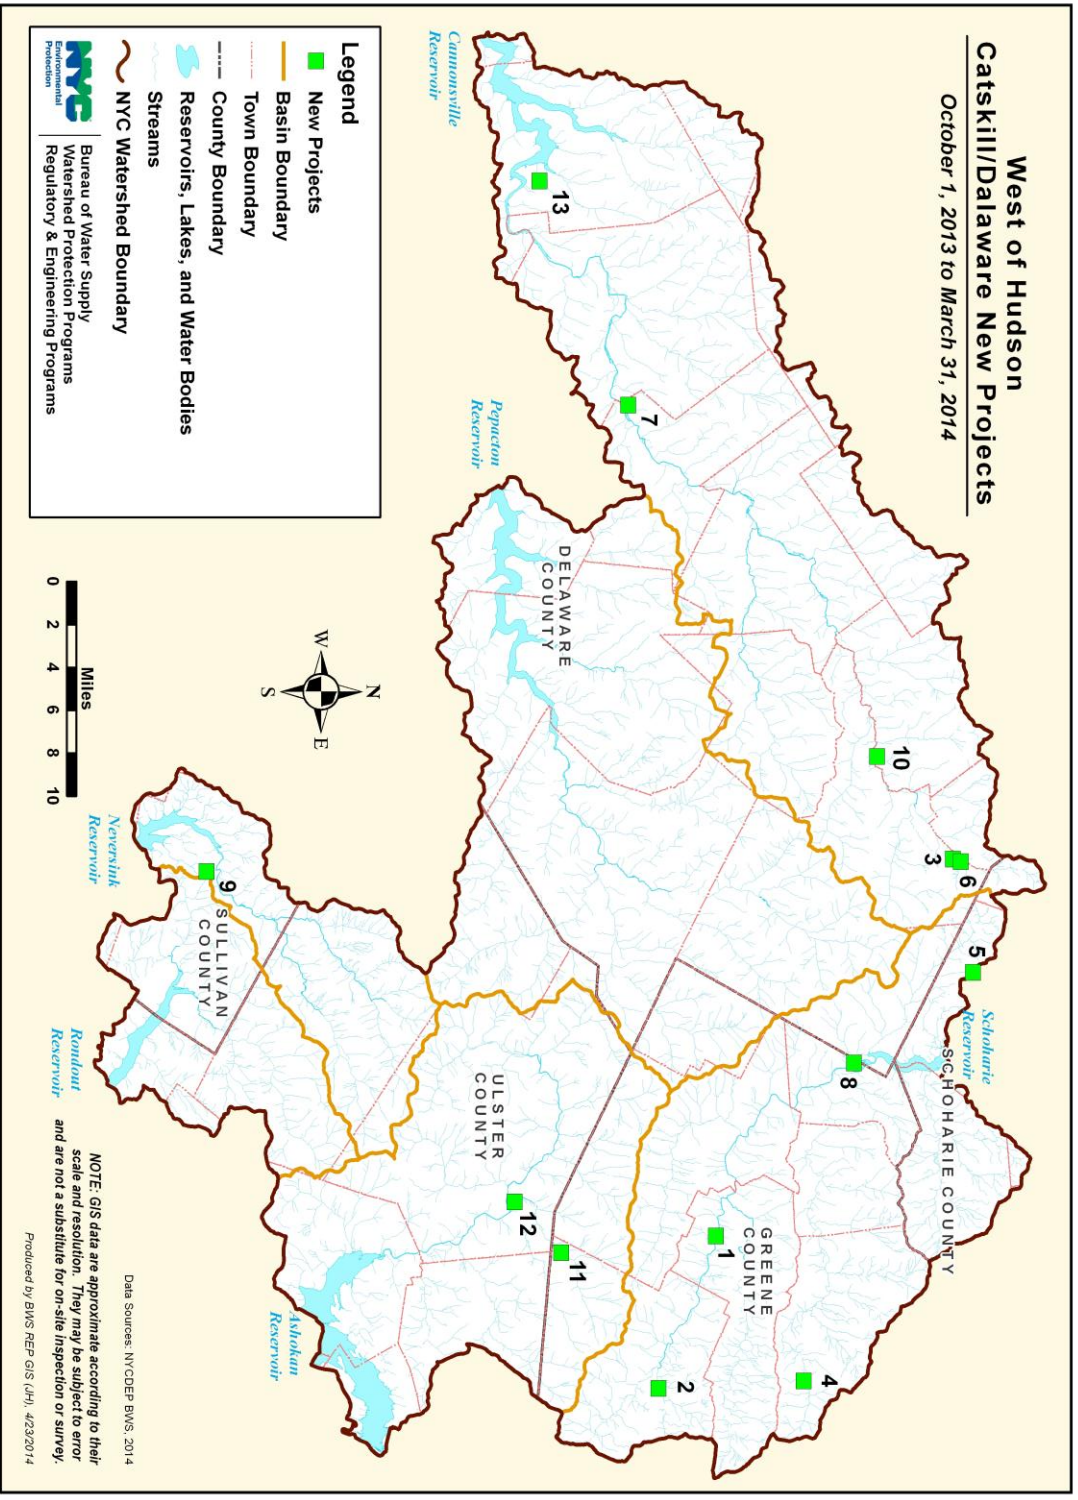 West of Hudson
Catskill/Dalaware New Projects
October 1, 2013 to March 31, 2014
Cannonsville
Reservoir
Pepacton
Reservoir
Schoharie
Reservoir
Neversink
Reservoir
Rondout
Reservoir
Ashokan
Reservoir
DELAWARE
COUNTY
SCHOHARIE COUNTY
GREENE
COUNTY
ULSTER
COUNTY
SULLIVAN
COUNTY
13
7
10
3
6
5
8
4
1
2
11
12
9
Legend
New Projects
Basin Boundary
Town Boundary
County Boundary
Reservoirs, Lakes, and Water Bodies
Streams
NYC Watershed Boundary
NYC
Environmental
Protection
Bureau of Water Supply
Watershed Protection Programs
Regulatory & Engineering Programs
N
W
E
S
Miles
0 2 4 6 8 10
Data Sources: NYCDEP BWS, 2014
NOTE: GIS data are approximate according to their
scale and resolution. They may be subject to error
and are not a substitute for on-site inspection or survey.
Produced by BWS REP GIS (JH), 4/23/2014